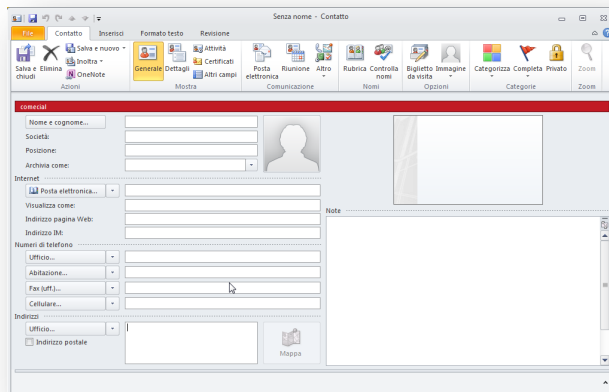 Senza nome - Contatto
File Contatto Inserisci Formato testo Revisione
Salva e chiudi
Elimina
Salva e nuovo
Inoltra
OneNote
Azioni
Generale
Dettagli
Attività
Certificati
Altri campi
Mostra
Posta elettronica
Riunione
Altro
Comunicazione
Rubrica
Controlla nomi
Nomi
Biglietto da visita
Immagine
Opzioni
Categorizza
Completa
Privato
Categorie
Zoom
Zoom
comecial
Nome e cognome...
Società:
Posizione:
Archivia come:
Internet
Posta elettronica...
Visualizza come:
Indirizzo pagina Web:
Indirizzo IM:
Note
Numeri di telefono
Ufficio...
Abitazione...
Fax (uff.)...
Cellulare...
Indirizzi
Ufficio...
Indirizzo postale
Mappa